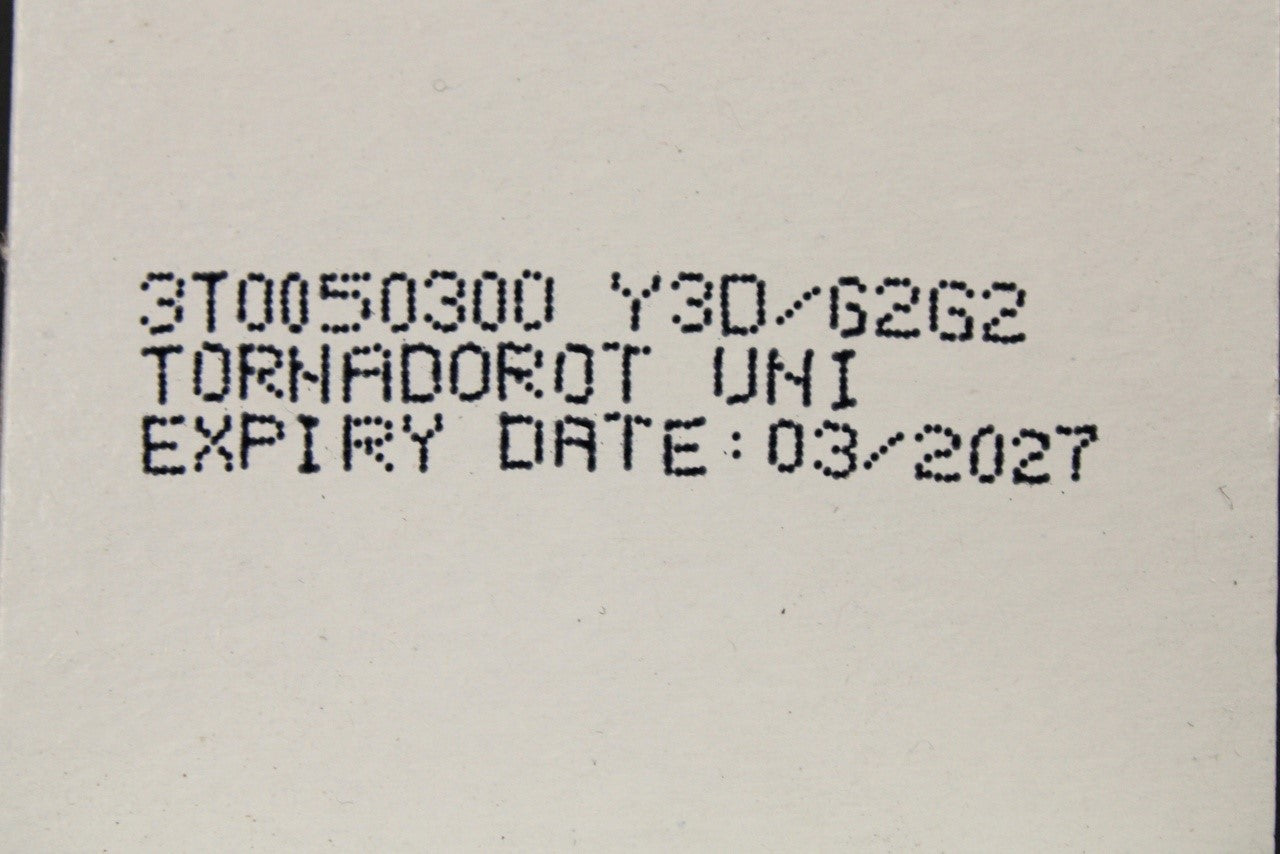 3T0050300 Y3D/G2G2
TORNADOROT UNI
EXPIRY DATE:03/2027